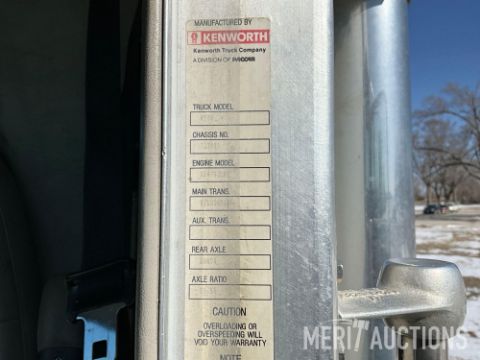 MANUFACTURED BY
KENWORTH
Kenworth Truck Company
A DIVISION OF PACCAR
TRUCK MODEL
CHASSIS NO.
ENGINE MODEL
MAIN TRANS.
AUX. TRANS.
REAR AXLE
AXLE RATIO
CAUTION
OVERLOADING OR
OVERSPEEDING WILL
VOID YOUR WARRANTY
NOTE
MERIT AUCTIONS